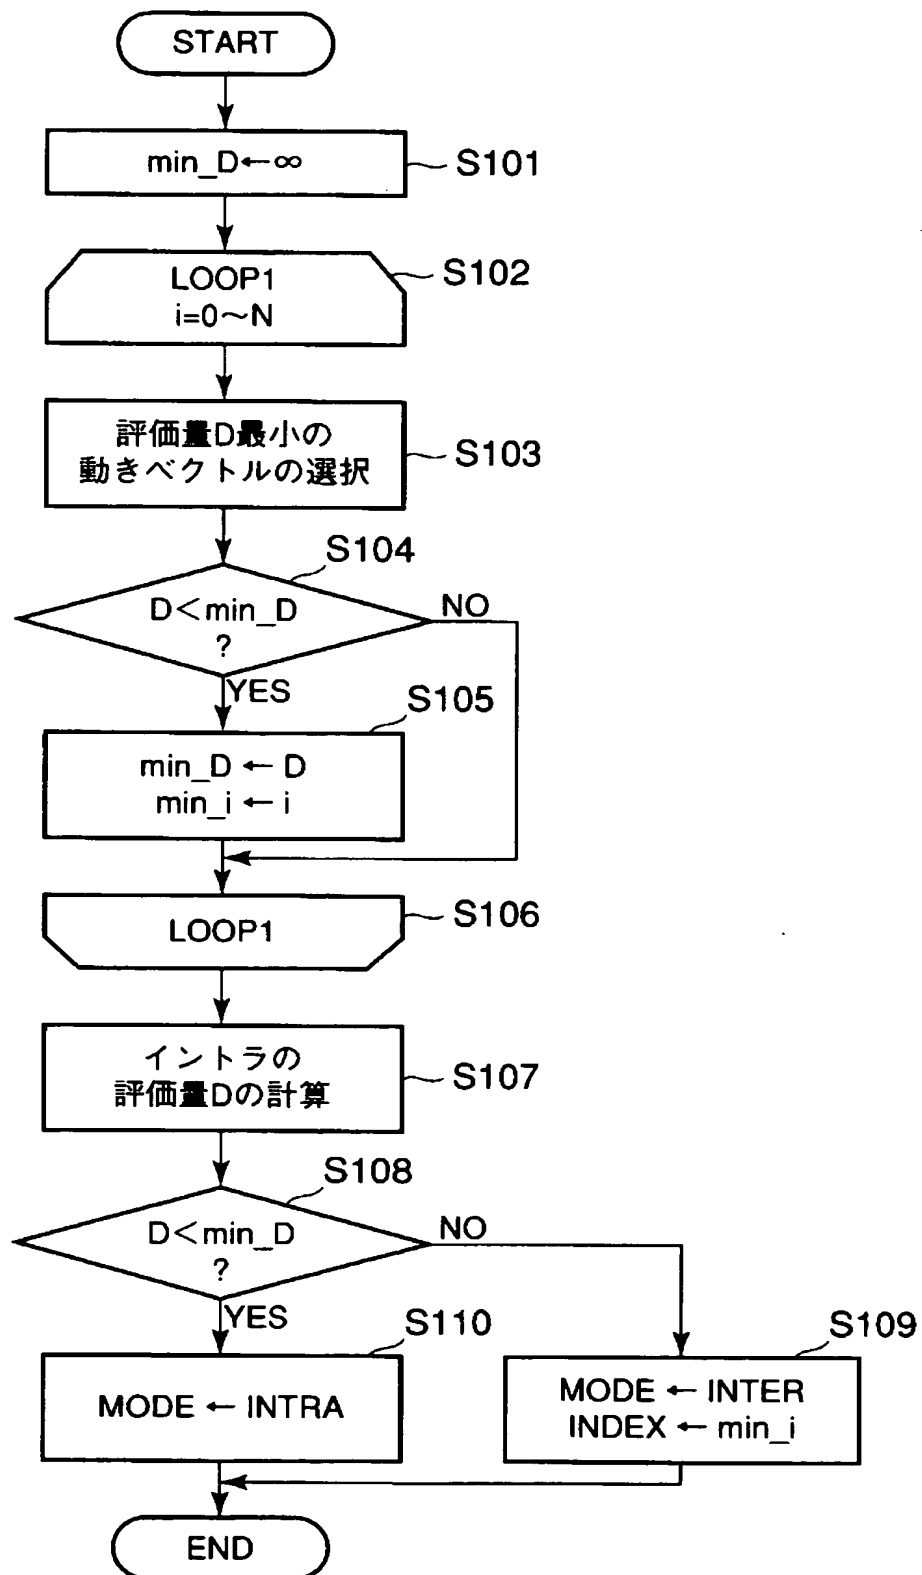 START
min_D←∞
S101
LOOP1
i=0～N
S102
評価量D最小の
動きベクトルの選択
S103
S104
D＜min_D
?
NO
YES
S105
min_D ← D
min_i ← i
LOOP1
S106
イントラの
評価量Dの計算
S107
S108
D＜min_D
?
NO
YES
S110
MODE ← INTRA
S109
MODE ← INTER
INDEX ← min_i
END